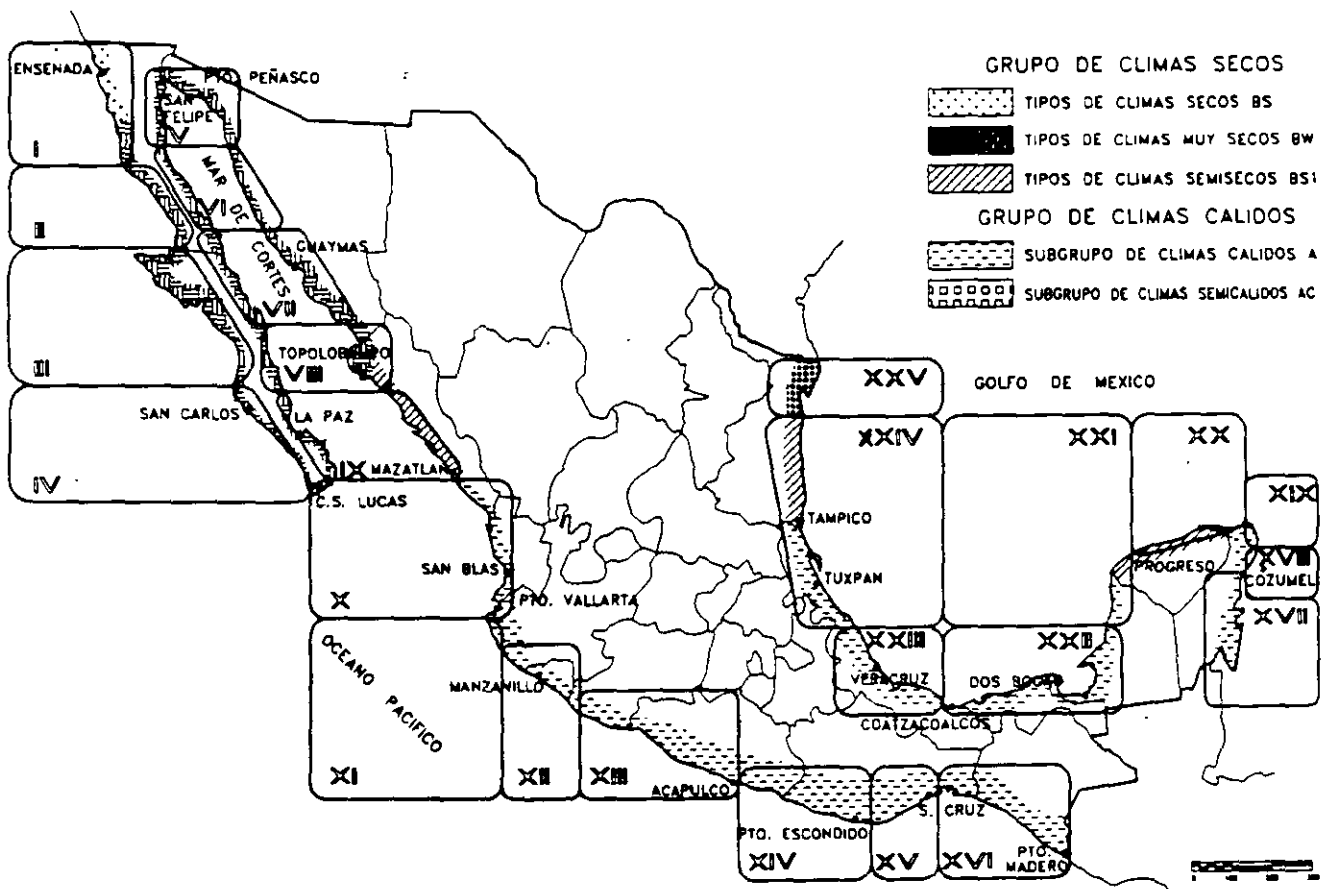 GRUPO DE CLIMAS SECOS
TIPOS DE CLIMAS SECOS BS
TIPOS DE CLIMAS MUY SECOS BW
TIPOS DE CLIMAS SEMISECOS BS1
GRUPO DE CLIMAS CALIDOS
SUBGRUPO DE CLIMAS CALIDOS A
SUBGRUPO DE CLIMAS SEMICALIDOS AC
ENSENADA
I
II
III
IV
PTO. PEÑASCO
SAN FELIPE
V
MAR DE CORTES
VI
GUAYMAS
VII
TOPOLOBAMPO
VIII
SAN CARLOS
LA PAZ
IX
MAZATLAN
C.S. LUCAS
SAN BLAS
X
PTO. VALLARTA
OCEANO PACIFICO
XI
MANZANILLO
XII
XIII
ACAPULCO
PTO. ESCONDIDO
XIV
XV
S. CRUZ
XVI
PTO. MADERO
GOLFO DE MEXICO
XXV
XXIV
XXI
XX
XIX
TAMPICO
TUXPAN
PROGRESO
XVIII
COZUMEL
XVII
XXIII
VERACRUZ
XXII
DOS BOCAS
COATZACOALCOS